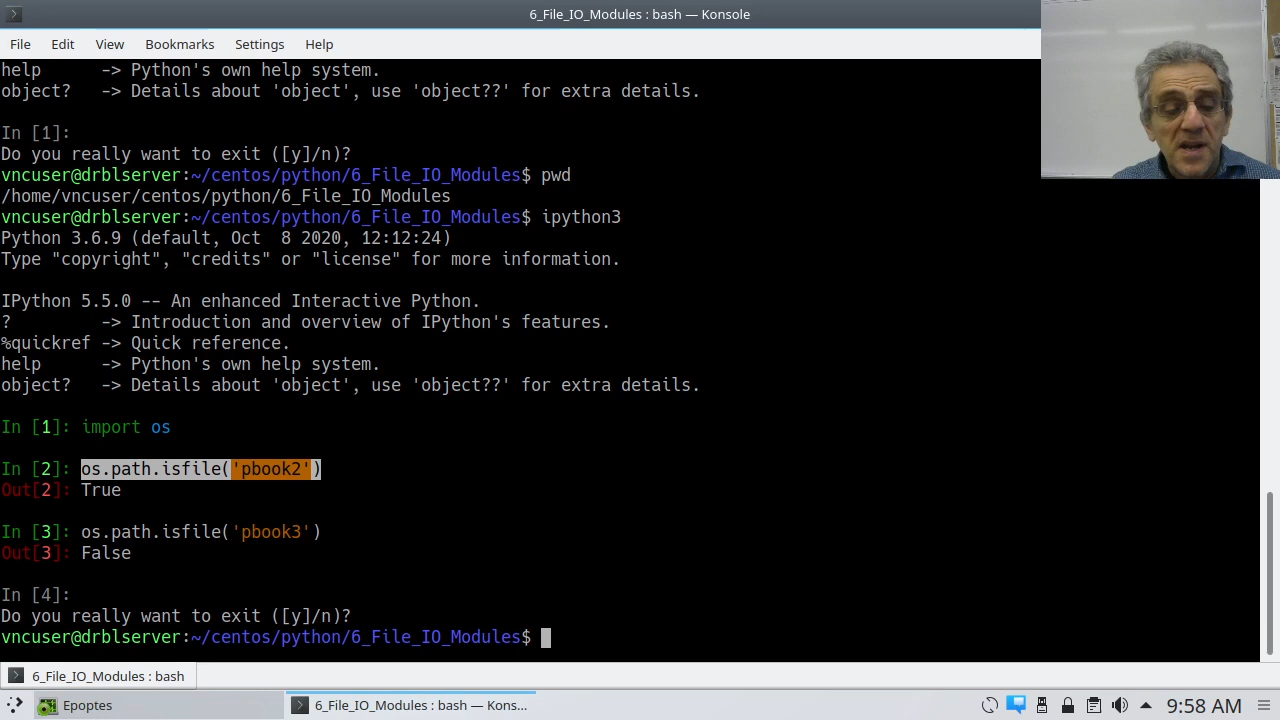 6_File_IO_Modules : bash — Konsole
File Edit View Bookmarks Settings Help
help      -> Python's own help system.
object?   -> Details about 'object', use 'object??' for extra details.
In [1]:
Do you really want to exit ([y]/n)?
vncuser@drblserver:~/centos/python/6_File_IO_Modules$ pwd
/home/vncuser/centos/python/6_File_IO_Modules
vncuser@drblserver:~/centos/python/6_File_IO_Modules$ ipython3
Python 3.6.9 (default, Oct  8 2020, 12:12:24)
Type "copyright", "credits" or "license" for more information.
IPython 5.5.0 -- An enhanced Interactive Python.
?         -> Introduction and overview of IPython's features.
%quickref -> Quick reference.
help      -> Python's own help system.
object?   -> Details about 'object', use 'object??' for extra details.
In [1]: import os
In [2]: os.path.isfile('pbook2')
Out[2]: True
In [3]: os.path.isfile('pbook3')
Out[3]: False
In [4]:
Do you really want to exit ([y]/n)?
vncuser@drblserver:~/centos/python/6_File_IO_Modules$
6_File_IO_Modules : bash
Epoptes
6_File_IO_Modules : bash — Kons...
9:58 AM